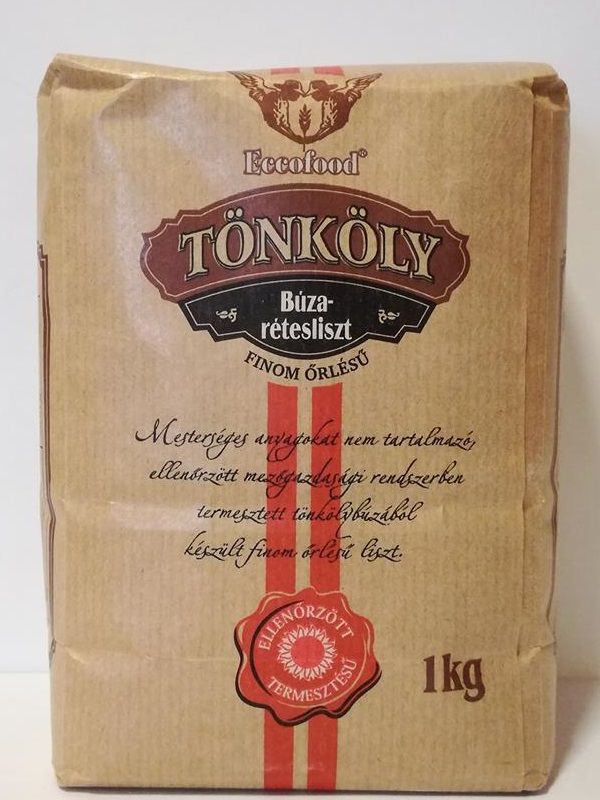 Eccofood®
TÖNKÖLY
Búza-
rétesliszt
FINOM ŐRLÉSŰ
Mesterséges anyagokat nem tartalmazó,
ellenőrzött mezőgazdasági rendszerben
termesztett tönkölybúzából
készült finom őrlésű liszt.
ELLENŐRZÖTT
TERMESZTÉSŰ
1kg